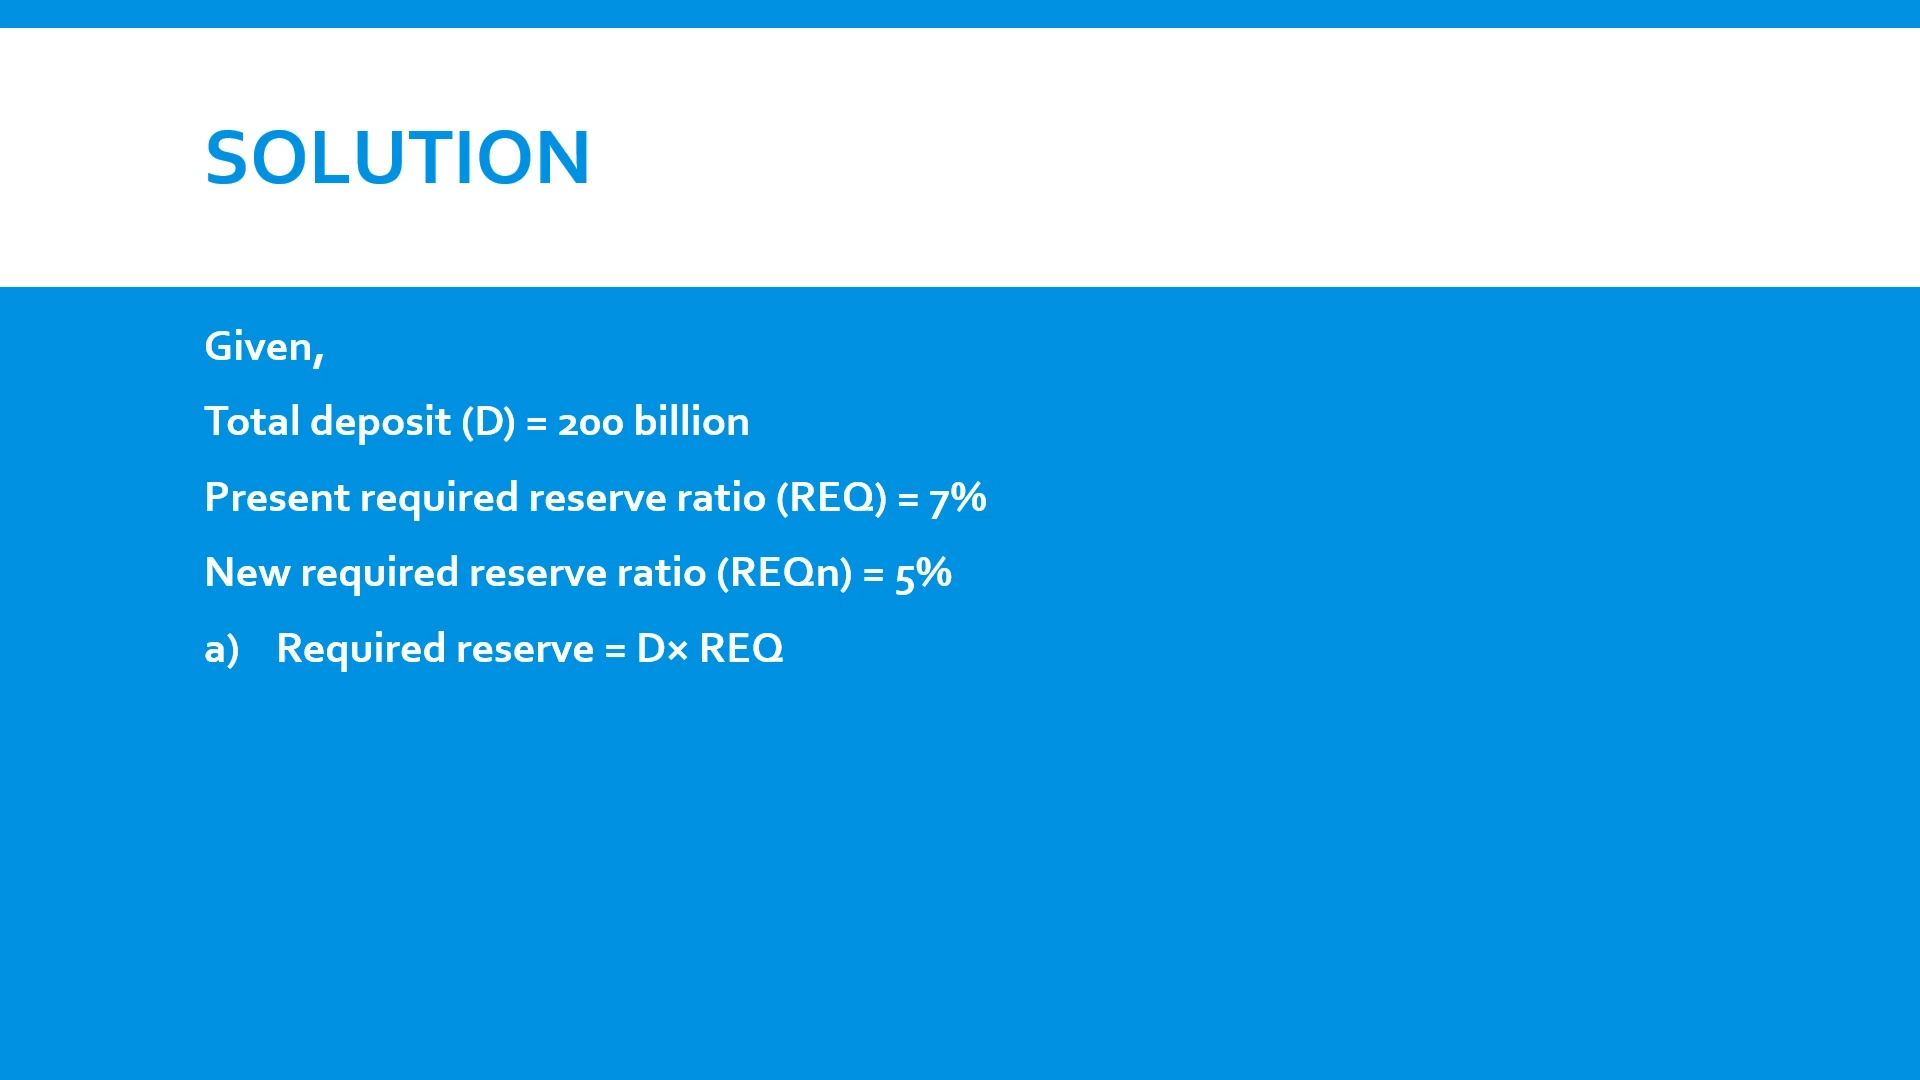 SOLUTION
Given,
Total deposit (D) = 200 billion
Present required reserve ratio (REQ) = 7%
New required reserve ratio (REQn) = 5%
a) Required reserve = D× REQ